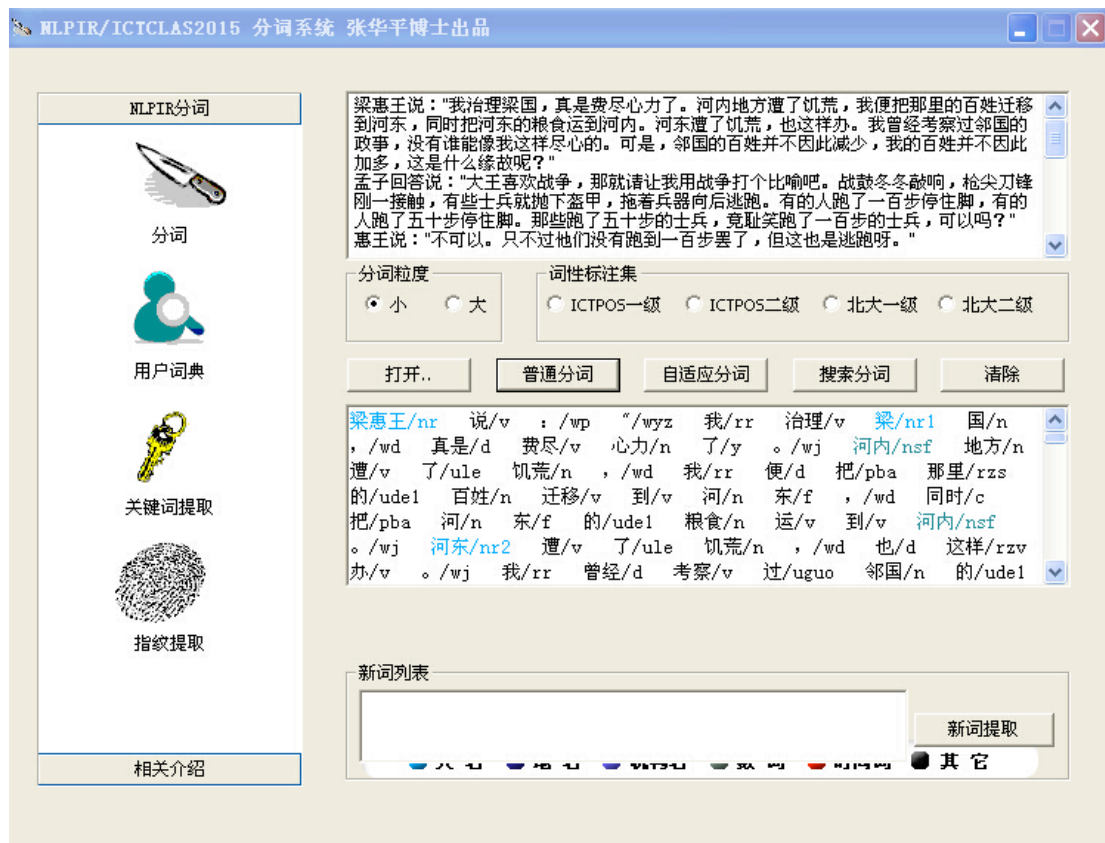 NLPIR/ICTCLAS2015 分词系统 张华平博士出品
NLPIR分词
分词
用户词典
关键词提取
指纹提取
相关介绍
梁惠王说："我治理梁国，真是费尽心力了。河内地方遭了饥荒，我便把那里的百姓迁移
到河东，同时把河东的粮食运到河内。河东遭了饥荒，也这样办。我曾经考察过邻国的
政事，没有谁能像我这样尽心的。可是，邻国的百姓并不因此减少，我的百姓并不因此
加多，这是什么缘故呢？"
孟子回答说："大王喜欢战争，那就请让我用战争打个比喻吧。战鼓冬冬敲响，枪尖刀锋
刚一接触，有些士兵就抛下盔甲，拖着兵器向后逃跑。有的人跑了一百步停住脚，有的
人跑了五十步停住脚。那些跑了五十步的士兵，竟耻笑跑了一百步的士兵，可以吗？"
惠王说："不可以。只不过他们没有跑到一百步罢了，但这也是逃跑呀。"
分词粒度
小 大
词性标注集
ICTPOS一级 ICTPOS二级 北大一级 北大二级
打开.. 普通分词 自适应分词 搜索分词 清除
梁惠王/nr 说/v ：/wp "/wyz 我/rr 治理/v 梁/nr1 国/n
，/wd 真是/d 费尽/v 心力/n 了/y 。/wj 河内/nsf 地方/n
遭/v 了/ule 饥荒/n ，/wd 我/rr 便/d 把/pba 那里/rzs
的/ude1 百姓/n 迁移/v 到/v 河/n 东/f ，/wd 同时/c
把/pba 河/n 东/f 的/ude1 粮食/n 运/v 到/v 河内/nsf
。/wj 河东/nr2 遭/v 了/ule 饥荒/n ，/wd 也/d 这样/rzv
办/v 。/wj 我/rr 曾经/d 考察/v 过/uguo 邻国/n 的/ude1
新词列表
新词提取
其它